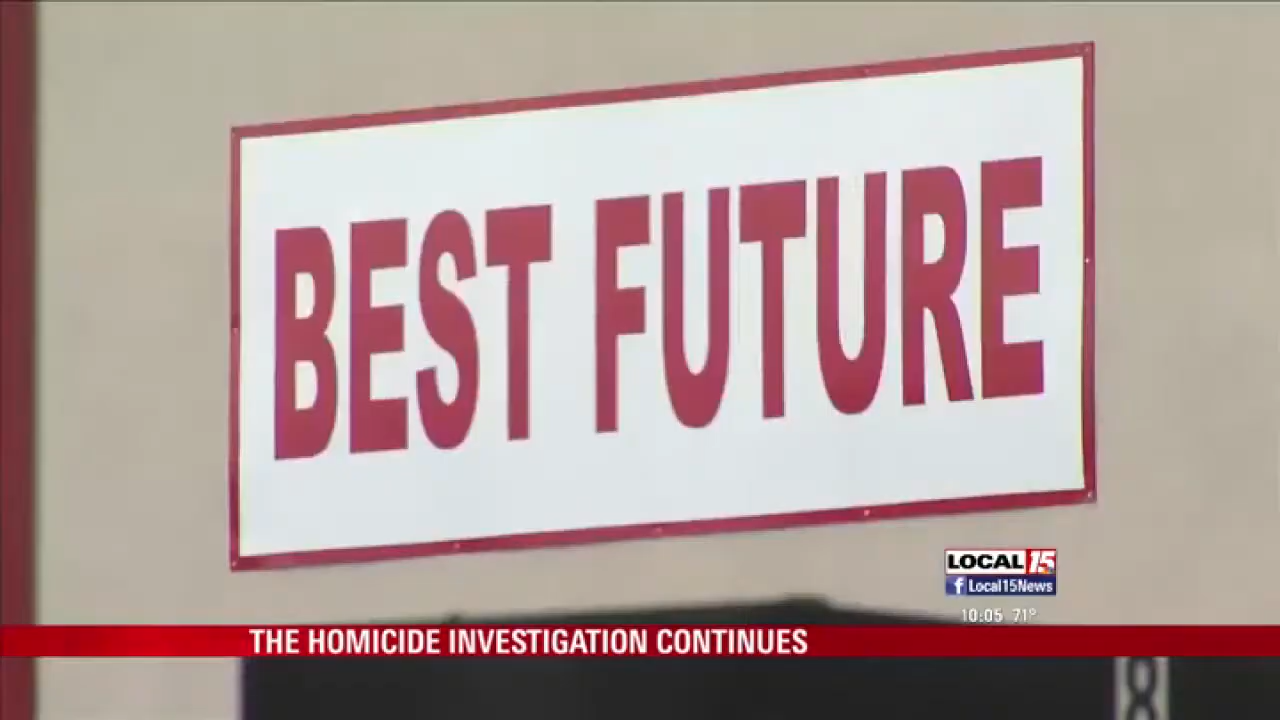 BEST FUTURE
LOCAL 15
f Local15News
10:05 71°
THE HOMICIDE INVESTIGATION CONTINUES